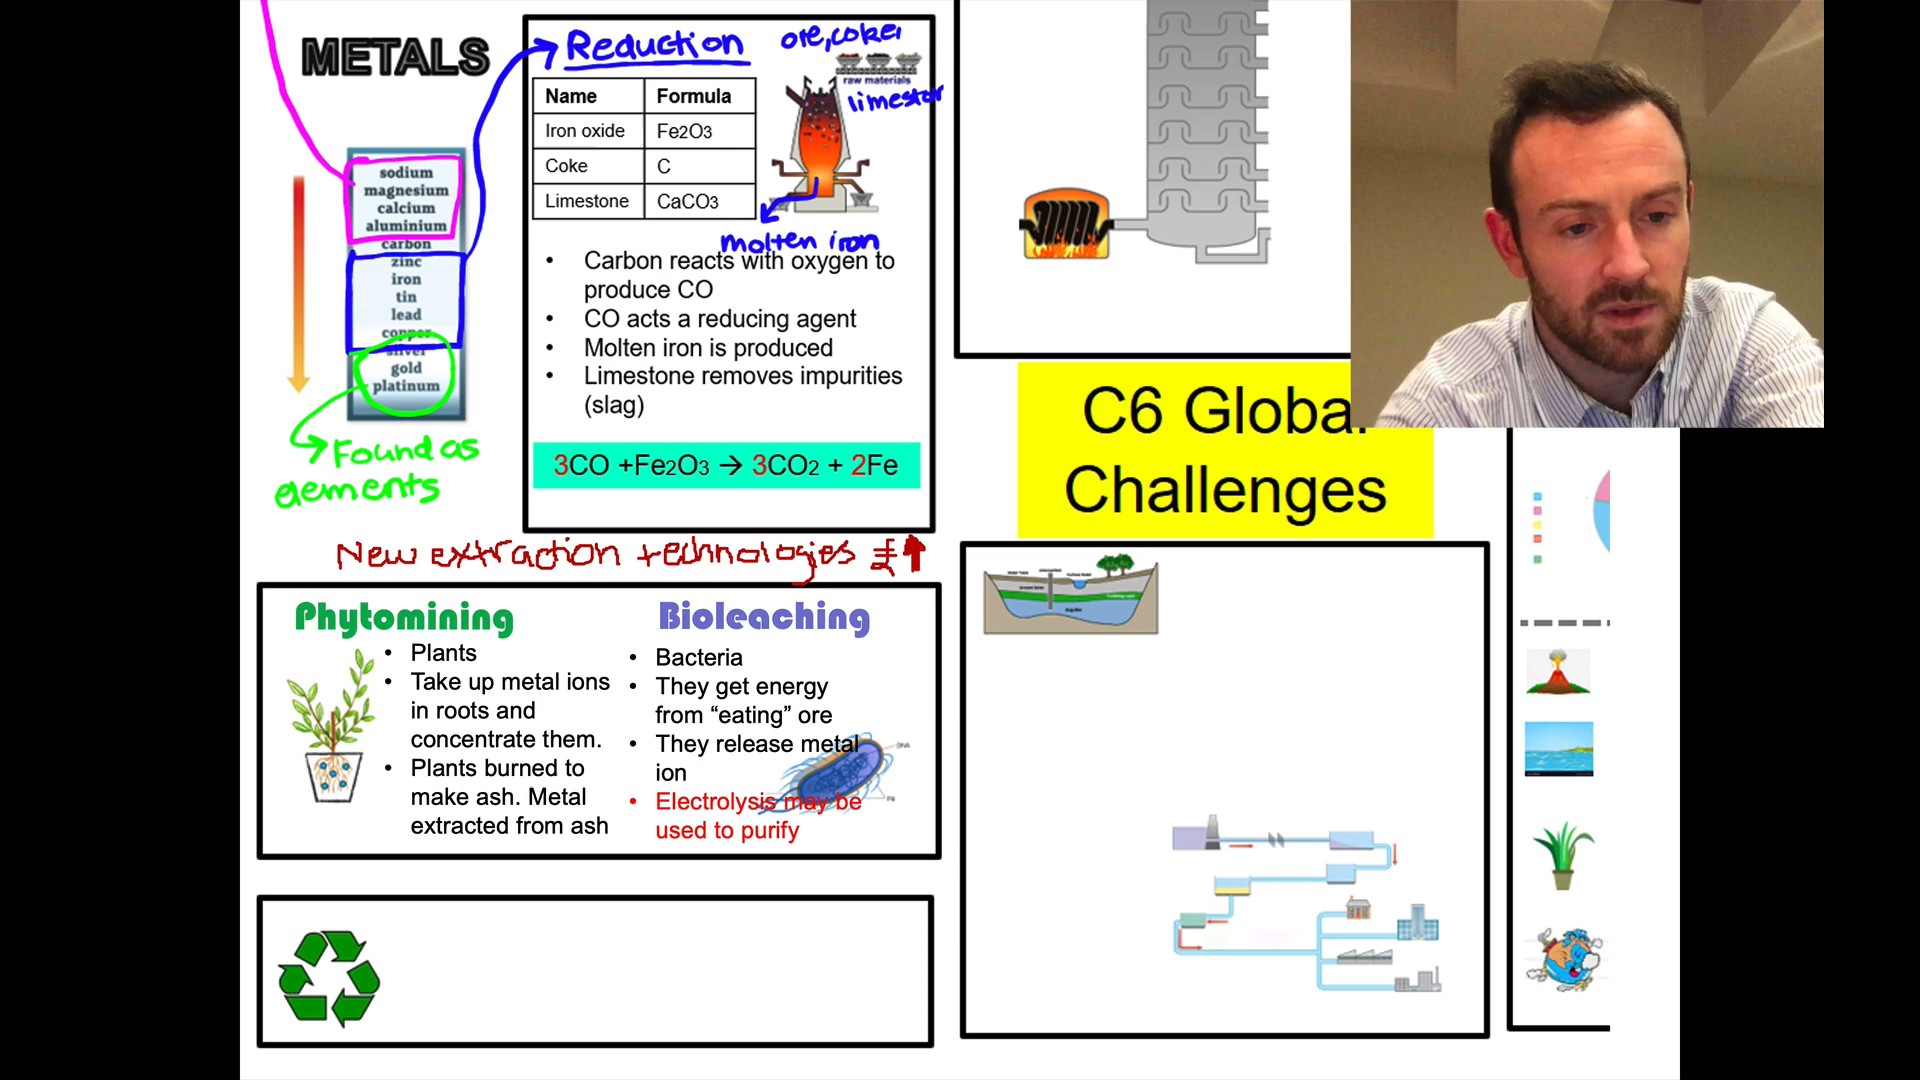 METALS
sodium
magnesium
calcium
aluminium
carbon
zinc
iron
tin
lead
copper
silver
gold
platinum
Found as
elements
Reduction
ore, coke,
raw materials
limestor
Name Formula
Iron oxide Fe2O3
Coke C
Limestone CaCO3
molten iron
• Carbon reacts with oxygen to
produce CO
• CO acts a reducing agent
• Molten iron is produced
• Limestone removes impurities
(slag)
3CO +Fe2O3 → 3CO2 + 2Fe
New extraction technologies £↑
Phytomining
• Plants
• Take up metal ions
in roots and
concentrate them.
• Plants burned to
make ash. Metal
extracted from ash
Bioleaching
• Bacteria
• They get energy
from “eating” ore
• They release metal
ion
• Electrolysis may be
used to purify
DNA
C6 Global
Challenges